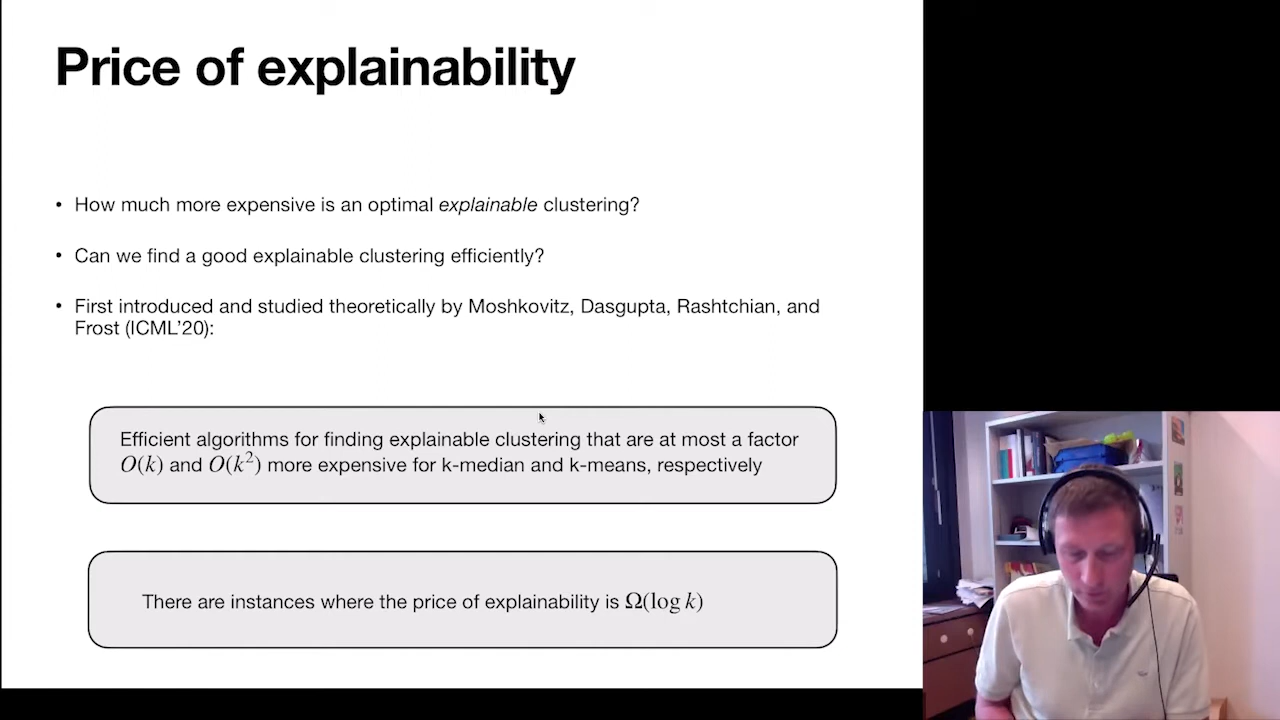 Price of explainability
• How much more expensive is an optimal explainable clustering?
• Can we find a good explainable clustering efficiently?
• First introduced and studied theoretically by Moshkovitz, Dasgupta, Rashtchian, and
Frost (ICML'20):
Efficient algorithms for finding explainable clustering that are at most a factor
O(k) and O(k²) more expensive for k-median and k-means, respectively
There are instances where the price of explainability is Ω(log k)